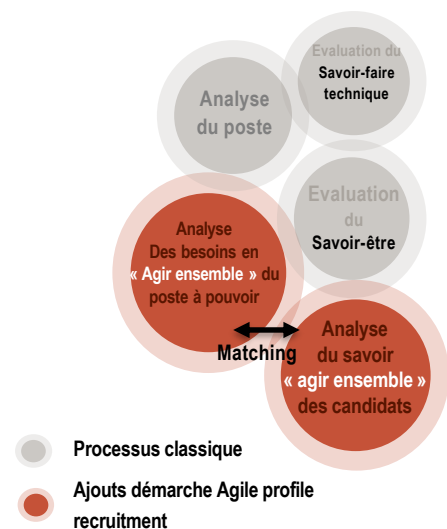 Evaluation du
Savoir-faire
technique
Analyse
du poste
Evaluation
du
Savoir-être
Analyse
Des besoins en
« Agir ensemble » du
poste à pouvoir
Matching
Analyse
du savoir
« agir ensemble »
des candidats
Processus classique
Ajouts démarche Agile profile
recruitment